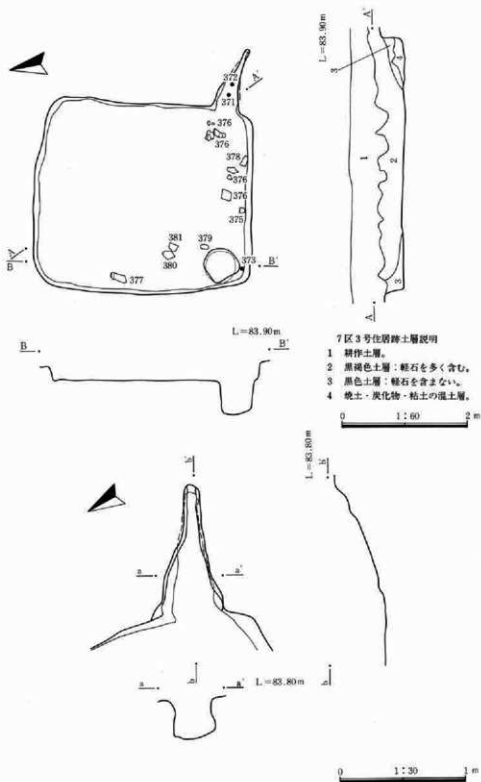 372
371
A'
376
376
378
376
376
375
381
379
380
373
377
A
B
B'
L=83.90m
A'
3
4
1
2
3
A
L=83.90m
B
B'
7区3号住居跡土層説明
1 耕作土層。
2 黒褐色土層：軽石を多く含む。
3 黒色土層：軽石を含まない。
4 焼土・炭化物・粘土の混土層。
0 1:60 2m
L=83.80m
b'
b'
a
a'
b
b
a
a'
L=83.80m
0 1:30 1m